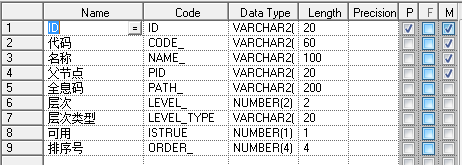 Name Code Data Type Length Precision P F M
1 ID = ID VARCHAR2( 20
2 代码 CODE_ VARCHAR2( 60
3 名称 NAME_ VARCHAR2( 100
4 父节点 PID VARCHAR2( 20
5 全息码 PATH_ VARCHAR2( 200
6 层次 LEVEL_ NUMBER(2) 2
7 层次类型 LEVEL_TYPE VARCHAR2( 20
8 可用 ISTRUE NUMBER(1) 1
9 排序号 ORDER_ NUMBER(4) 4